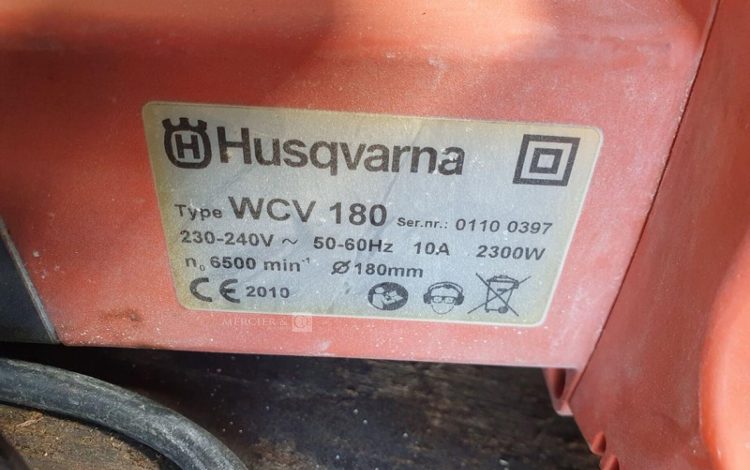 Husqvarna
Type WCV 180 Ser.nr.: 0110 0397
230-240V ~ 50-60Hz 10A 2300W
n₀ 6500 min⁻¹ Ø180mm
CE 2010
MERCIER &